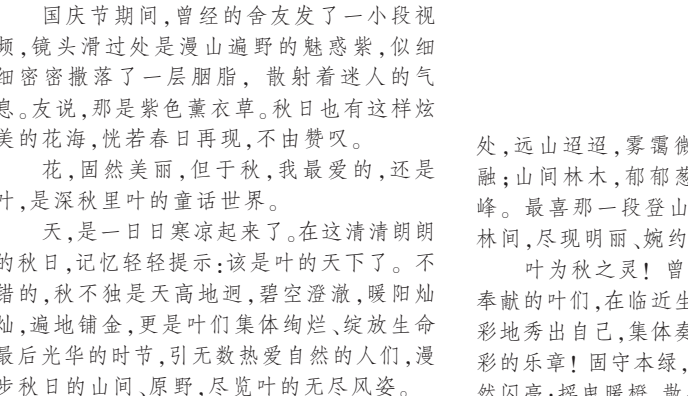 国庆节期间,曾经的舍友发了一小段视
频,镜头滑过处是漫山遍野的魅惑紫,似细
细密密撒落了一层胭脂，散射着迷人的气
息。友说,那是紫色薰衣草。秋日也有这样炫
美的花海,恍若春日再现,不由赞叹。
花,固然美丽,但于秋,我最爱的,还是
叶,是深秋里叶的童话世界。
天,是一日日寒凉起来了。在这清清朗朗
的秋日,记忆轻轻提示:该是叶的天下了。不
错的,秋不独是天高地迥,碧空澄澈,暖阳灿
灿,遍地铺金,更是叶们集体绚烂、绽放生命
最后光华的时节,引无数热爱自然的人们,漫
步秋日的山间、原野,尽览叶的无尽风姿。
处,远山迢迢,雾霭微
融;山间林木,郁郁葱
峰。最喜那一段登山
林间,尽现明丽、婉约
叶为秋之灵！曾
奉献的叶们,在临近生
彩地秀出自己,集体奏
彩的乐章！固守本绿,